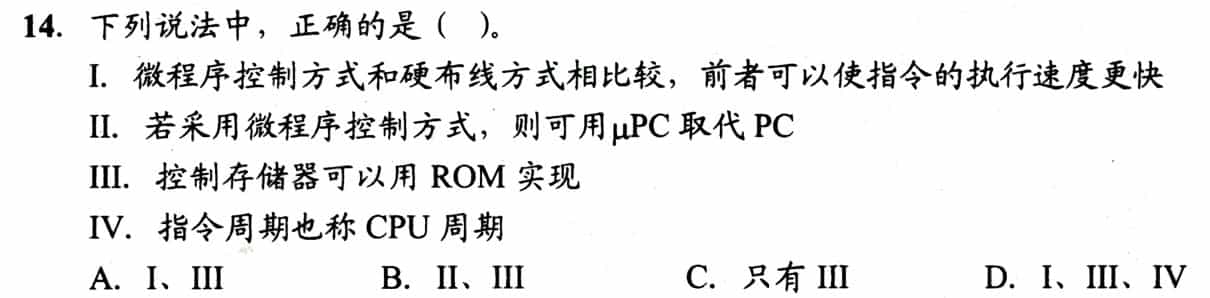 14. 下列说法中，正确的是（ ）。
I. 微程序控制方式和硬布线方式相比较，前者可以使指令的执行速度更快
II. 若采用微程序控制方式，则可用μPC 取代 PC
III. 控制存储器可以用 ROM 实现
IV. 指令周期也称 CPU 周期
A. I、III B. II、III C. 只有 III D. I、III、IV